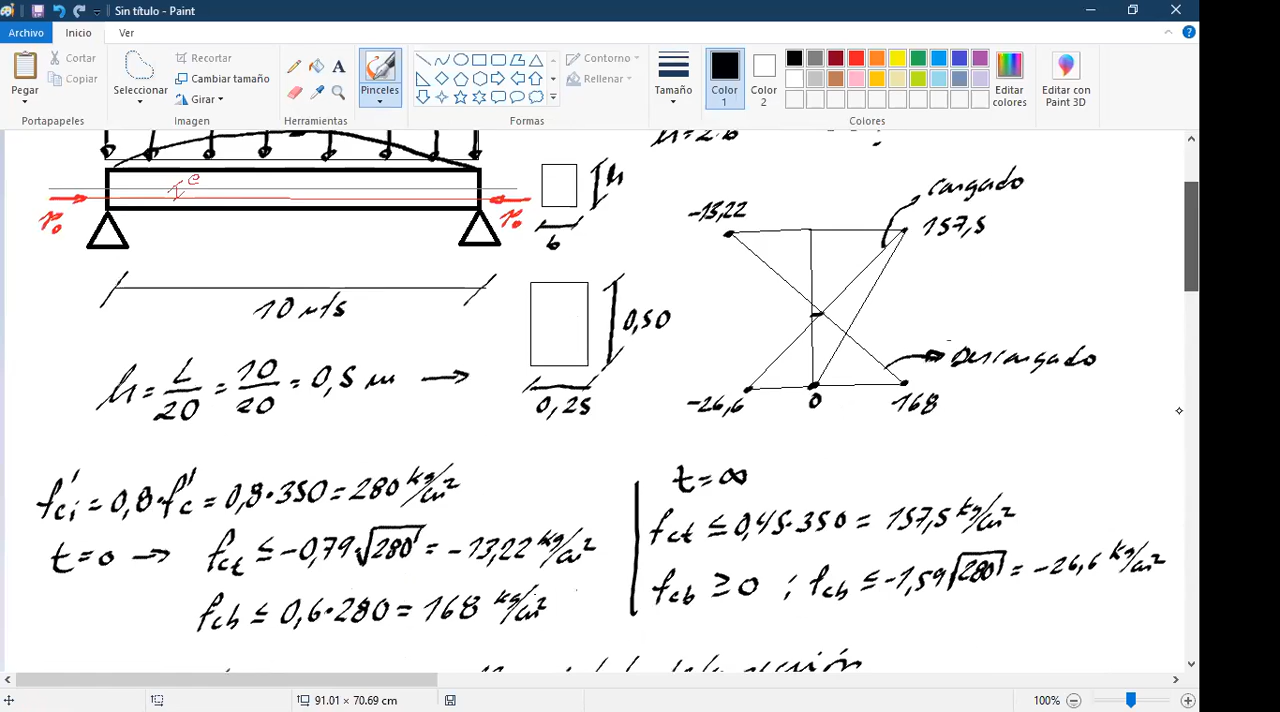 Sin título - Paint
Archivo
Inicio
Ver
Pegar
Cortar
Copiar
Portapapeles
Seleccionar
Recortar
Cambiar tamaño
Girar
Imagen
A
Herramientas
Pinceles
Contorno
Rellenar
Formas
Tamaño
Color 1
Color 2
Editar colores
Colores
Editar con Paint 3D
h=2.b
e
P₀
P₀
h
b
10 mts
0,50
0,25
h = L/20 = 10/20 = 0,5 m →
-13,22
cargado
157,5
Descargado
-26,6
0
168
f'ci = 0,8·f'c = 0,8·350 = 280 kg/cm²
t=0 → fct ≤ -0,79√280 = -13,22 kg/cm²
fcb ≤ 0,6·280 = 168 kg/cm²
t=∞
fct ≤ 0,45·350 = 157,5 kg/cm²
fcb ≥ 0 ; fcb ≤ -1,59√280 = -26,6 kg/cm²
91.01 × 70.69 cm
100%